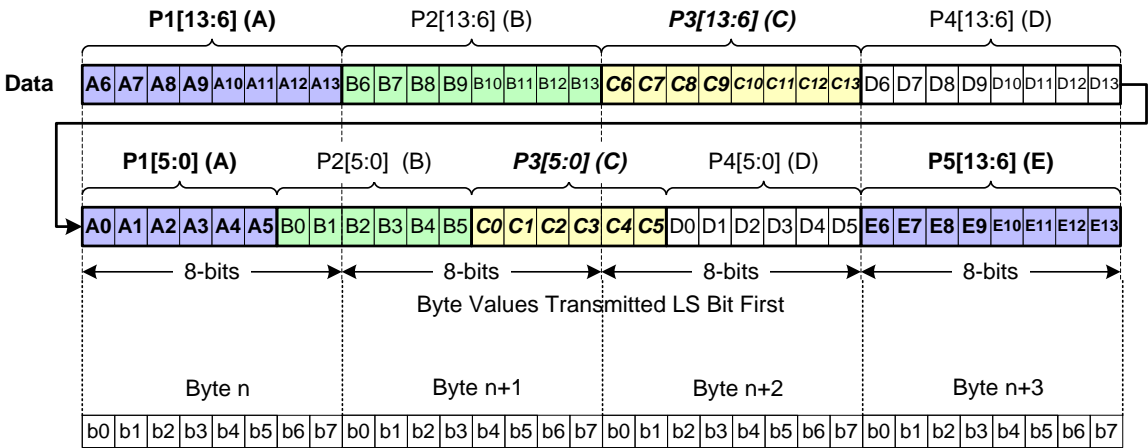 P1[13:6] (A) P2[13:6] (B) P3[13:6] (C) P4[13:6] (D)
Data A6 A7 A8 A9 A10 A11 A12 A13 B6 B7 B8 B9 B10 B11 B12 B13 C6 C7 C8 C9 C10 C11 C12 C13 D6 D7 D8 D9 D10 D11 D12 D13
P1[5:0] (A) P2[5:0] (B) P3[5:0] (C) P4[5:0] (D) P5[13:6] (E)
A0 A1 A2 A3 A4 A5 B0 B1 B2 B3 B4 B5 C0 C1 C2 C3 C4 C5 D0 D1 D2 D3 D4 D5 E6 E7 E8 E9 E10 E11 E12 E13
8-bits 8-bits 8-bits 8-bits
Byte Values Transmitted LS Bit First
Byte n Byte n+1 Byte n+2 Byte n+3
b0 b1 b2 b3 b4 b5 b6 b7 b0 b1 b2 b3 b4 b5 b6 b7 b0 b1 b2 b3 b4 b5 b6 b7 b0 b1 b2 b3 b4 b5 b6 b7